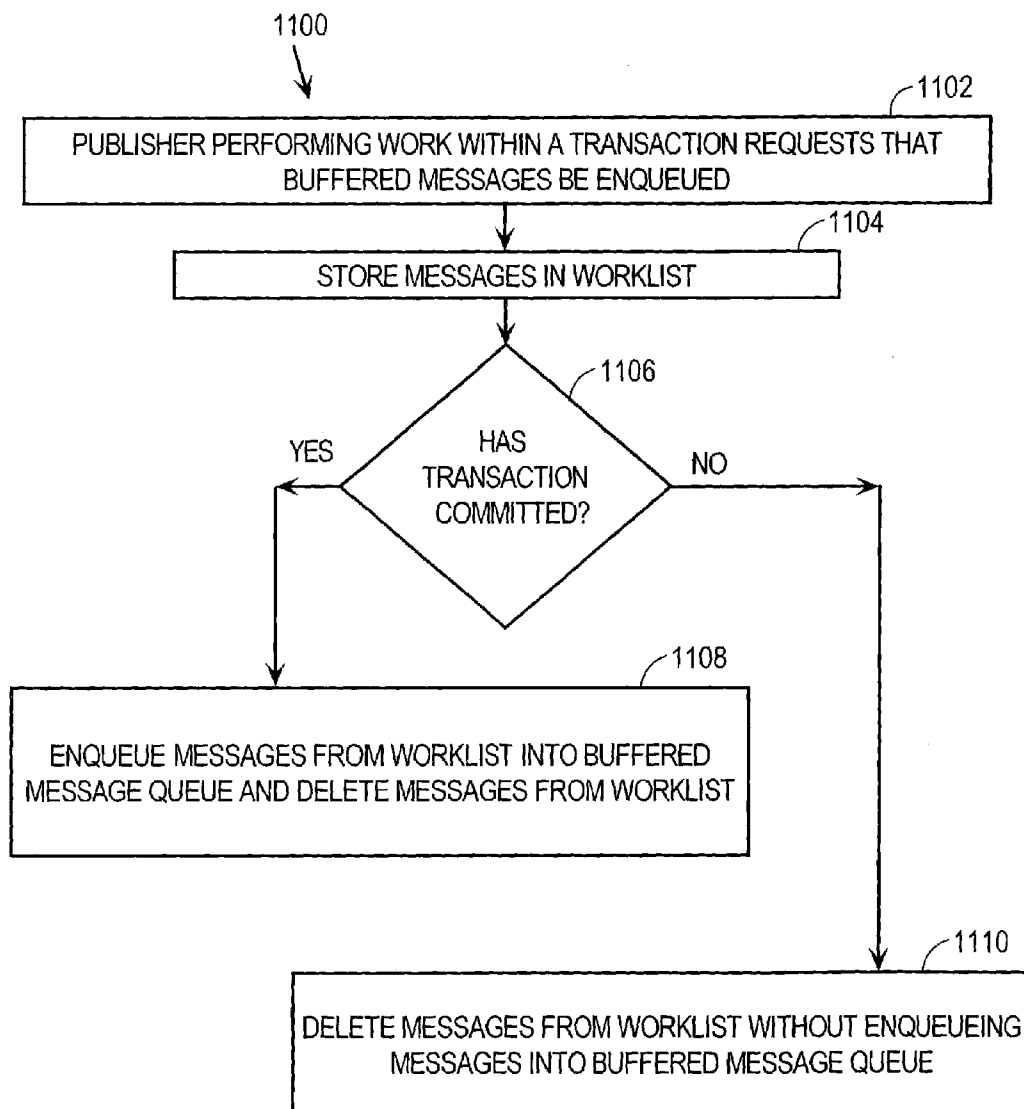 1100
1102
PUBLISHER PERFORMING WORK WITHIN A TRANSACTION REQUESTS THAT
BUFFERED MESSAGES BE ENQUEUED
1104
STORE MESSAGES IN WORKLIST
1106
HAS
TRANSACTION
COMMITTED?
YES
NO
1108
ENQUEUE MESSAGES FROM WORKLIST INTO BUFFERED
MESSAGE QUEUE AND DELETE MESSAGES FROM WORKLIST
1110
DELETE MESSAGES FROM WORKLIST WITHOUT ENQUEUEING
MESSAGES INTO BUFFERED MESSAGE QUEUE